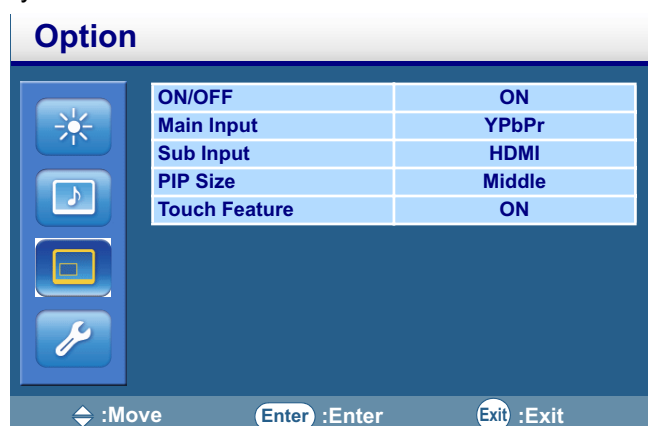 Option
ON/OFF ON
Main Input YPbPr
Sub Input HDMI
PIP Size Middle
Touch Feature ON
:Move Enter :Enter Exit :Exit